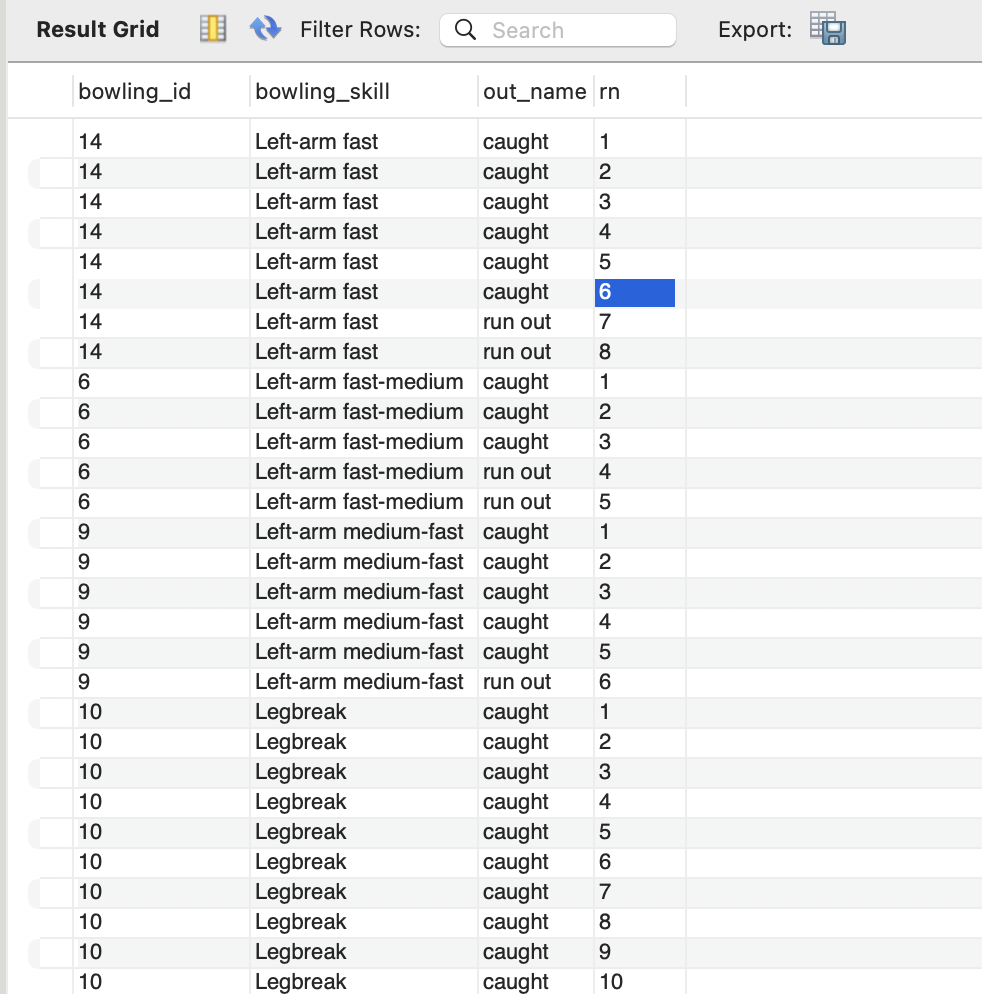 Result Grid Filter Rows: Search Export:
bowling_id bowling_skill out_name rn
14 Left-arm fast caught 1
14 Left-arm fast caught 2
14 Left-arm fast caught 3
14 Left-arm fast caught 4
14 Left-arm fast caught 5
14 Left-arm fast caught 6
14 Left-arm fast run out 7
14 Left-arm fast run out 8
6 Left-arm fast-medium caught 1
6 Left-arm fast-medium caught 2
6 Left-arm fast-medium caught 3
6 Left-arm fast-medium run out 4
6 Left-arm fast-medium run out 5
9 Left-arm medium-fast caught 1
9 Left-arm medium-fast caught 2
9 Left-arm medium-fast caught 3
9 Left-arm medium-fast caught 4
9 Left-arm medium-fast caught 5
9 Left-arm medium-fast run out 6
10 Legbreak caught 1
10 Legbreak caught 2
10 Legbreak caught 3
10 Legbreak caught 4
10 Legbreak caught 5
10 Legbreak caught 6
10 Legbreak caught 7
10 Legbreak caught 8
10 Legbreak caught 9
10 Legbreak caught 10